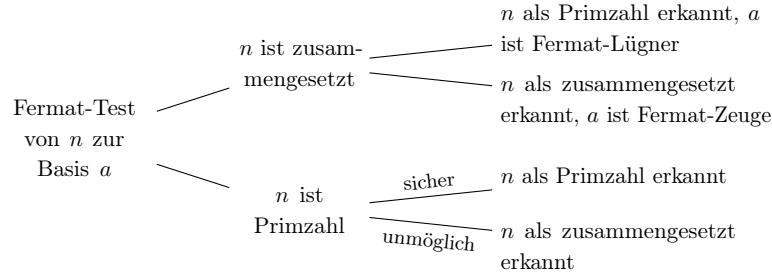 n als Primzahl erkannt, a
ist Fermat-Lügner
n ist zusam-
mengesetzt
n als zusammengesetzt
erkannt, a ist Fermat-Zeuge
Fermat-Test
von n zur
Basis a
sicher
n als Primzahl erkannt
n ist
Primzahl
unmöglich
n als zusammengesetzt
erkannt